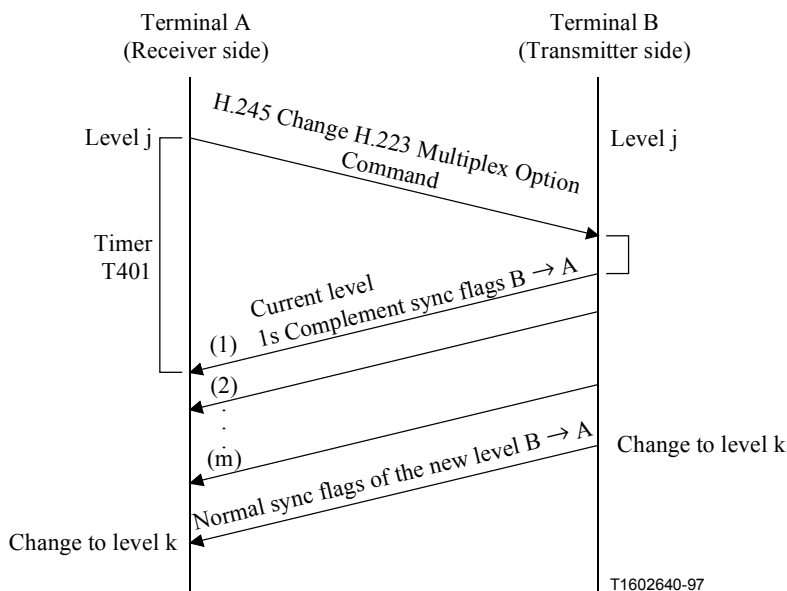 Terminal A
(Receiver side)
Terminal B
(Transmitter side)
H.245 Change H.223 Multiplex Option
Command
Level j
Level j
Timer
T401
Current level
1s Complement sync flags B → A
(1)
(2)
.
.
.
.
(m)
Normal sync flags of the new level B → A
Change to level k
Change to level k
T1602640-97